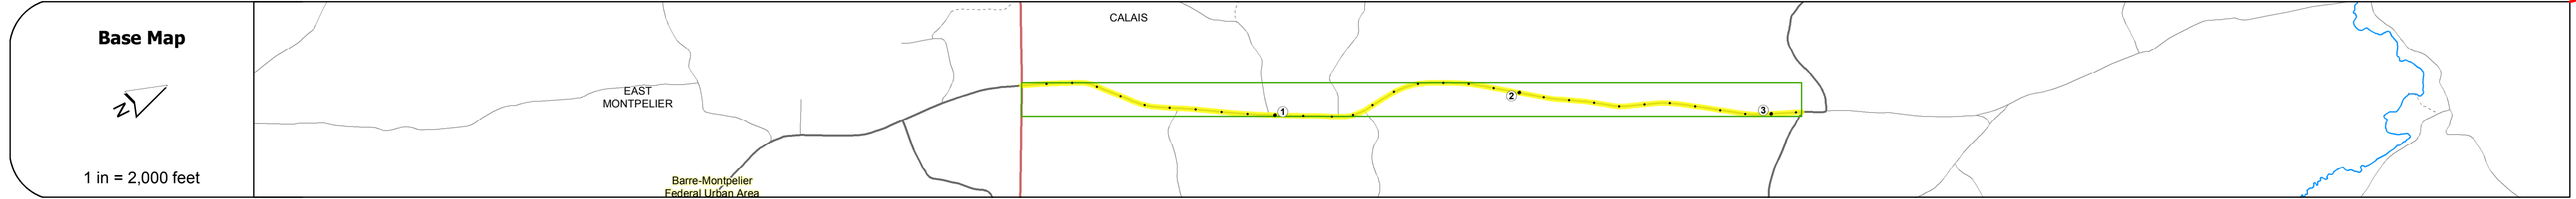 Base Map
N
1 in = 2,000 feet
EAST
MONTPELIER
Barre-Montpelier
Federal Urban Area
CALAIS
1
2
3